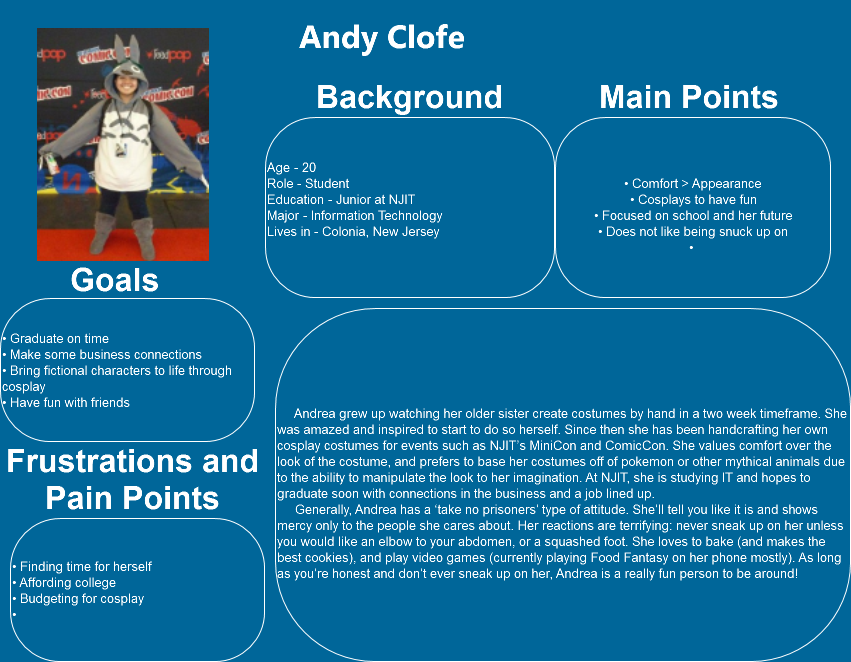 Andy Clofe
Background
Age - 20
Role - Student
Education - Junior at NJIT
Major - Information Technology
Lives in - Colonia, New Jersey
Main Points
• Comfort > Appearance
• Cosplays to have fun
• Focused on school and her future
• Does not like being snuck up on
•
Goals
• Graduate on time
• Make some business connections
• Bring fictional characters to life through
cosplay
• Have fun with friends
Frustrations and
Pain Points
• Finding time for herself
• Affording college
• Budgeting for cosplay
•
Andrea grew up watching her older sister create costumes by hand in a two week timeframe. She
was amazed and inspired to start to do so herself. Since then she has been handcrafting her own
cosplay costumes for events such as NJIT’s MiniCon and ComicCon. She values comfort over the
look of the costume, and prefers to base her costumes off of pokemon or other mythical animals due
to the ability to manipulate the look to her imagination. At NJIT, she is studying IT and hopes to
graduate soon with connections in the business and a job lined up.
Generally, Andrea has a ‘take no prisoners’ type of attitude. She’ll tell you like it is and shows
mercy only to the people she cares about. Her reactions are terrifying: never sneak up on her unless
you would like an elbow to your abdomen, or a squashed foot. She loves to bake (and makes the
best cookies), and play video games (currently playing Food Fantasy on her phone mostly). As long
as you’re honest and don’t ever sneak up on her, Andrea is a really fun person to be around!